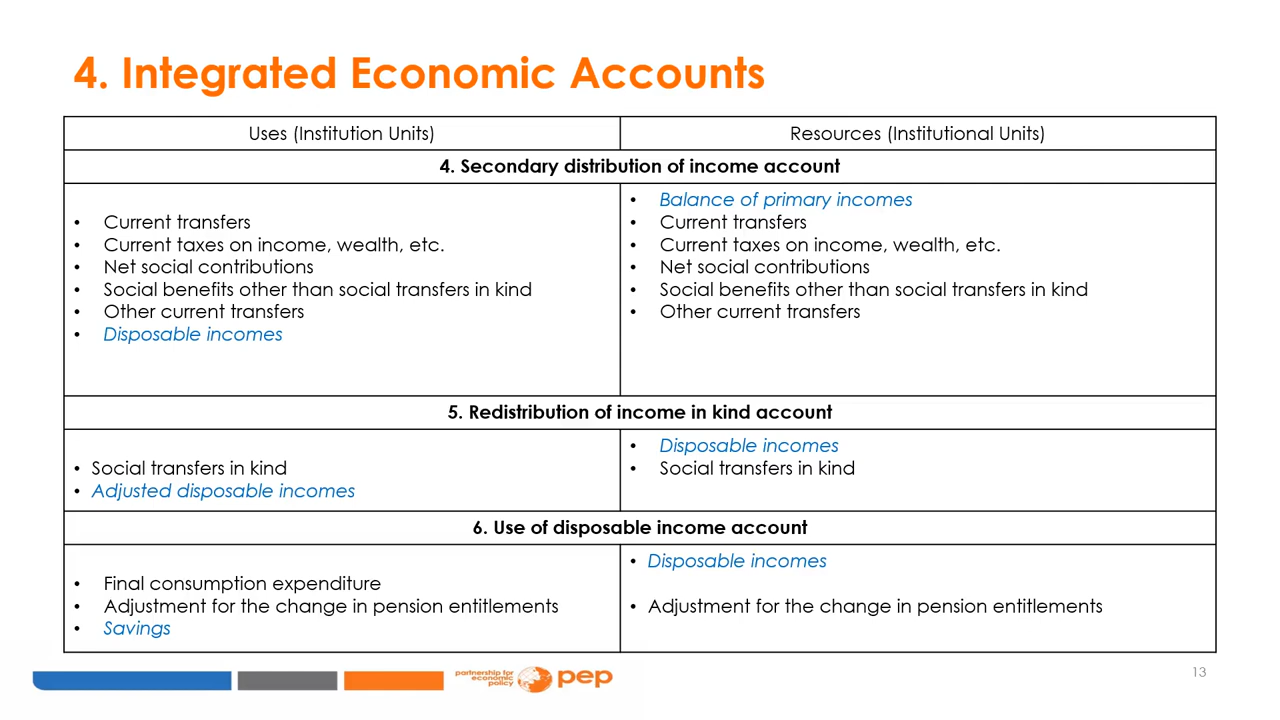 4. Integrated Economic Accounts
Uses (Institution Units)
Resources (Institutional Units)
4. Secondary distribution of income account
• Current transfers
• Current taxes on income, wealth, etc.
• Net social contributions
• Social benefits other than social transfers in kind
• Other current transfers
• Disposable incomes
• Balance of primary incomes
• Current transfers
• Current taxes on income, wealth, etc.
• Net social contributions
• Social benefits other than social transfers in kind
• Other current transfers
5. Redistribution of income in kind account
• Social transfers in kind
• Adjusted disposable incomes
• Disposable incomes
• Social transfers in kind
6. Use of disposable income account
• Final consumption expenditure
• Adjustment for the change in pension entitlements
• Savings
• Disposable incomes
• Adjustment for the change in pension entitlements
partnership for
economic
policy
pep
13